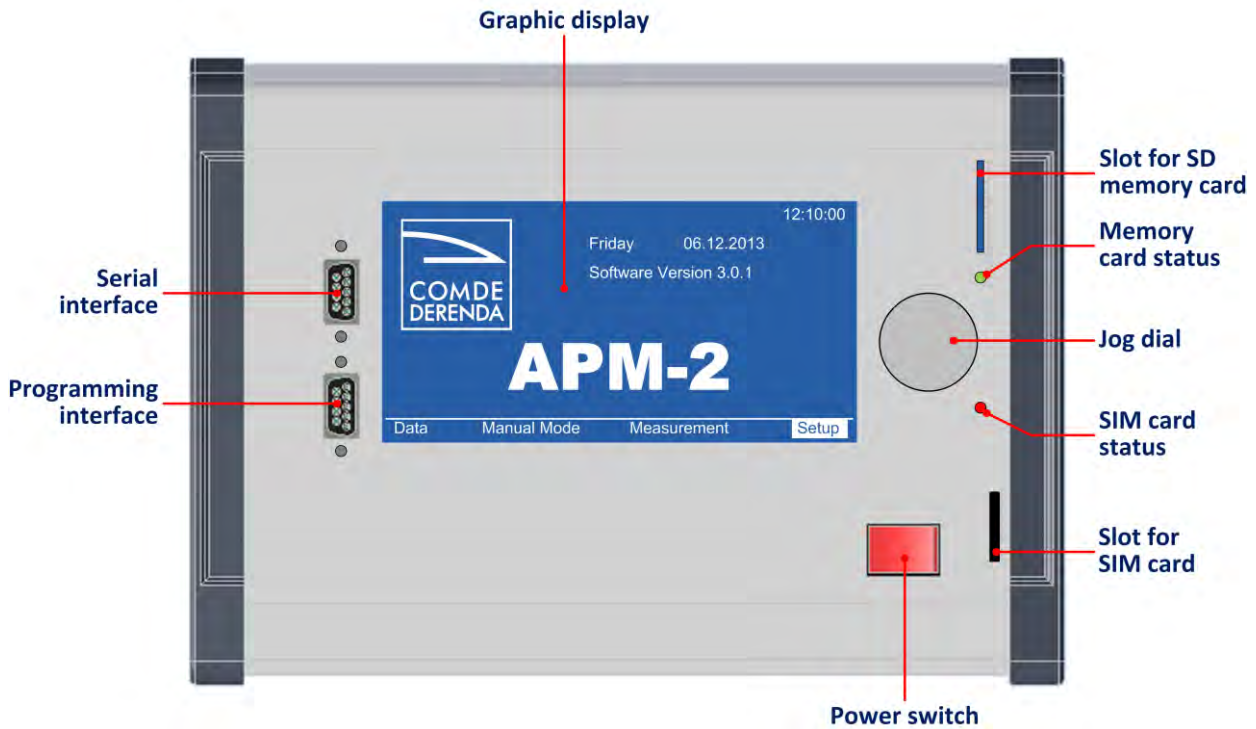 Graphic display
Slot for SD
memory card
Memory
card status
Serial
interface
Programming
interface
12:10:00
Friday 06.12.2013
Software Version 3.0.1
COMDE
DERENDA
APM-2
Data Manual Mode Measurement Setup
Jog dial
SIM card
status
Slot for
SIM card
Power switch